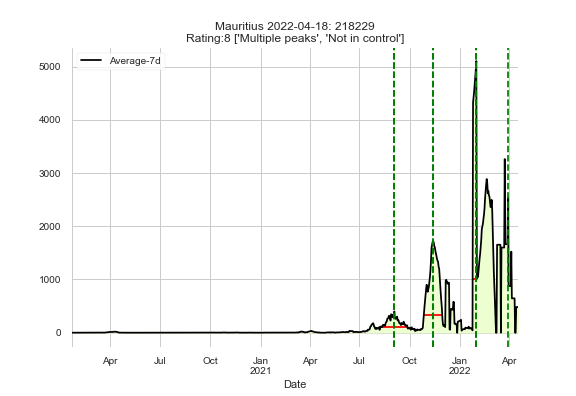 Mauritius 2022-04-18: 218229
Rating:8 ['Multiple peaks', 'Not in control']
Average-7d
5000
4000
3000
2000
1000
0
Apr
Jul
Oct
Jan
2021
Apr
Jul
Oct
Jan
2022
Apr
Date